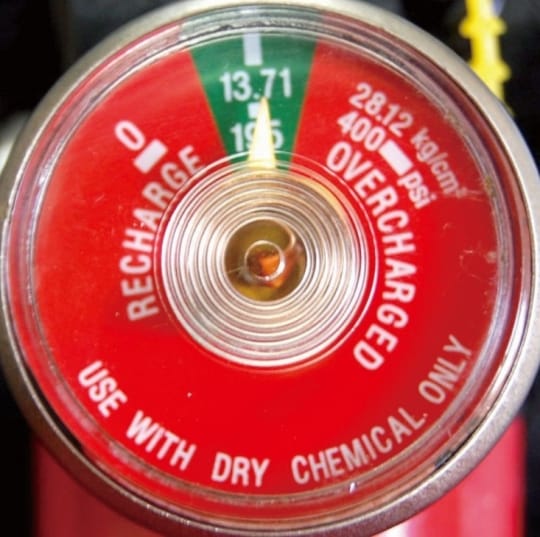 13.71
195
0
28.12 kg/cm²
400 psi
RECHARGE
OVERCHARGED
USE WITH DRY CHEMICAL ONLY